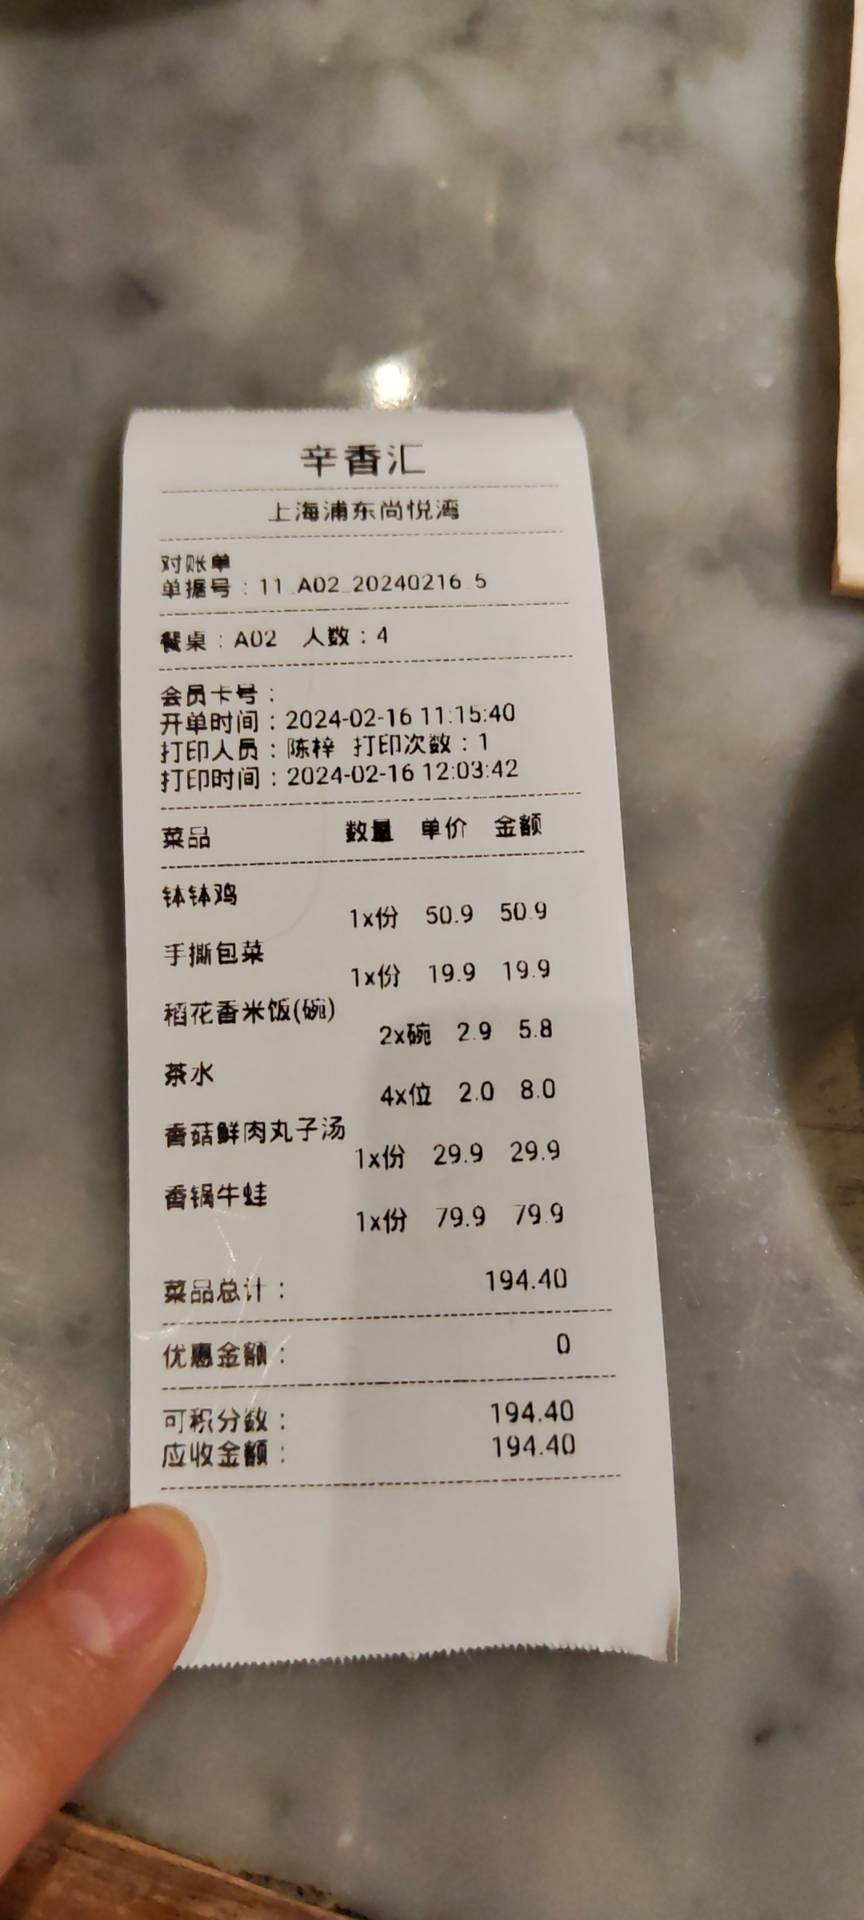 辛香汇
上海浦东尚悦湾
对账单
单据号：11_A02_20240216_5
餐桌：A02 人数：4
会员卡号：
开单时间：2024-02-16 11:15:40
打印人员：陈梓 打印次数：1
打印时间：2024-02-16 12:03:42
菜品 数量 单价 金额
钵钵鸡
1x份 50.9 50.9
手撕包菜
1x份 19.9 19.9
稻花香米饭(碗)
2x碗 2.9 5.8
茶水
4x位 2.0 8.0
香菇鲜肉丸子汤
1x份 29.9 29.9
香锅牛蛙
1x份 79.9 79.9
菜品总计： 194.40
优惠金额： 0
可积分数： 194.40
应收金额： 194.40